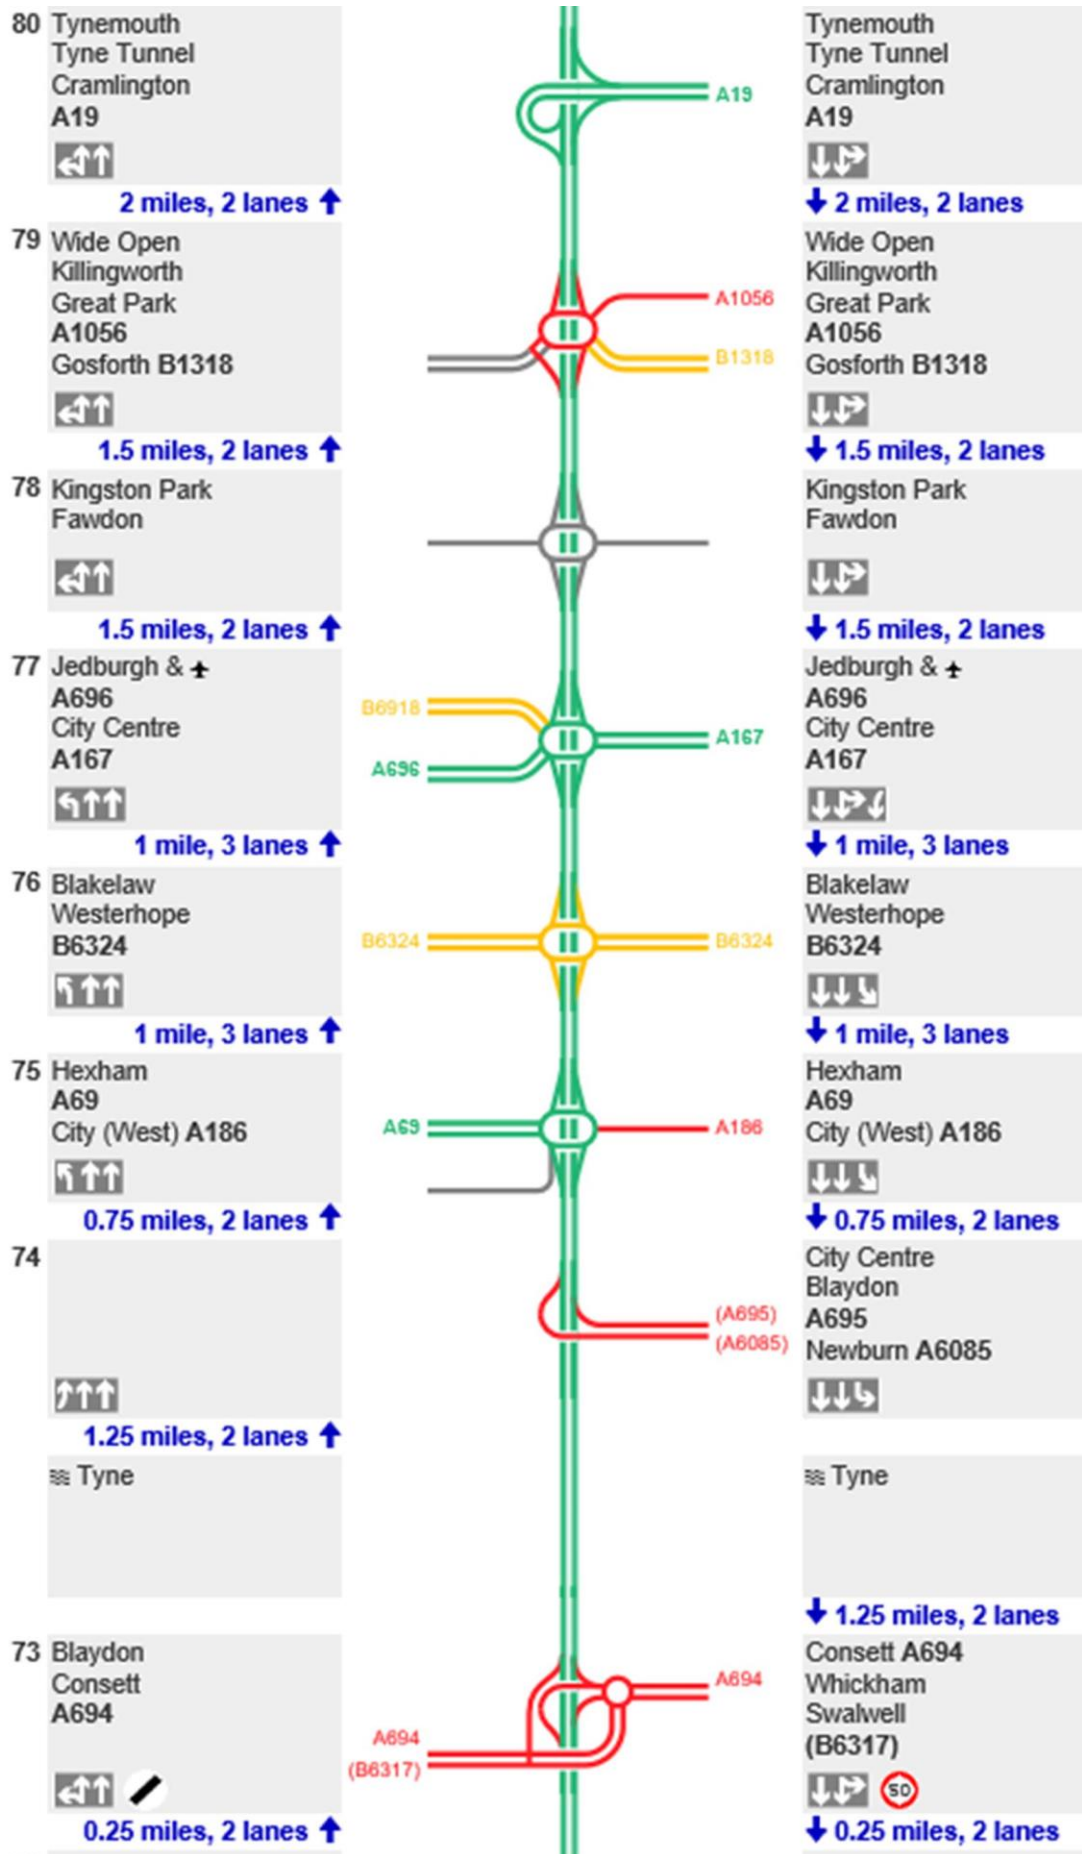 80 Tynemouth
Tyne Tunnel
Cramlington
A19
2 miles, 2 lanes
A19
Tynemouth
Tyne Tunnel
Cramlington
A19
2 miles, 2 lanes
79 Wide Open
Killingworth
Great Park
A1056
Gosforth B1318
1.5 miles, 2 lanes
A1056
B1318
Wide Open
Killingworth
Great Park
A1056
Gosforth B1318
1.5 miles, 2 lanes
78 Kingston Park
Fawdon
1.5 miles, 2 lanes
Kingston Park
Fawdon
1.5 miles, 2 lanes
77 Jedburgh &
A696
City Centre
A167
1 mile, 3 lanes
B6918
A696
A167
Jedburgh &
A696
City Centre
A167
1 mile, 3 lanes
76 Blakelaw
Westerhope
B6324
1 mile, 3 lanes
B6324
B6324
Blakelaw
Westerhope
B6324
1 mile, 3 lanes
75 Hexham
A69
City (West) A186
0.75 miles, 2 lanes
A69
A186
Hexham
A69
City (West) A186
0.75 miles, 2 lanes
74
1.25 miles, 2 lanes
(A695)
(A6085)
City Centre
Blaydon
A695
Newburn A6085
Tyne
Tyne
1.25 miles, 2 lanes
73 Blaydon
Consett
A694
0.25 miles, 2 lanes
A694
A694
(B6317)
Consett A694
Whickham
Swalwell
(B6317)
50
0.25 miles, 2 lanes